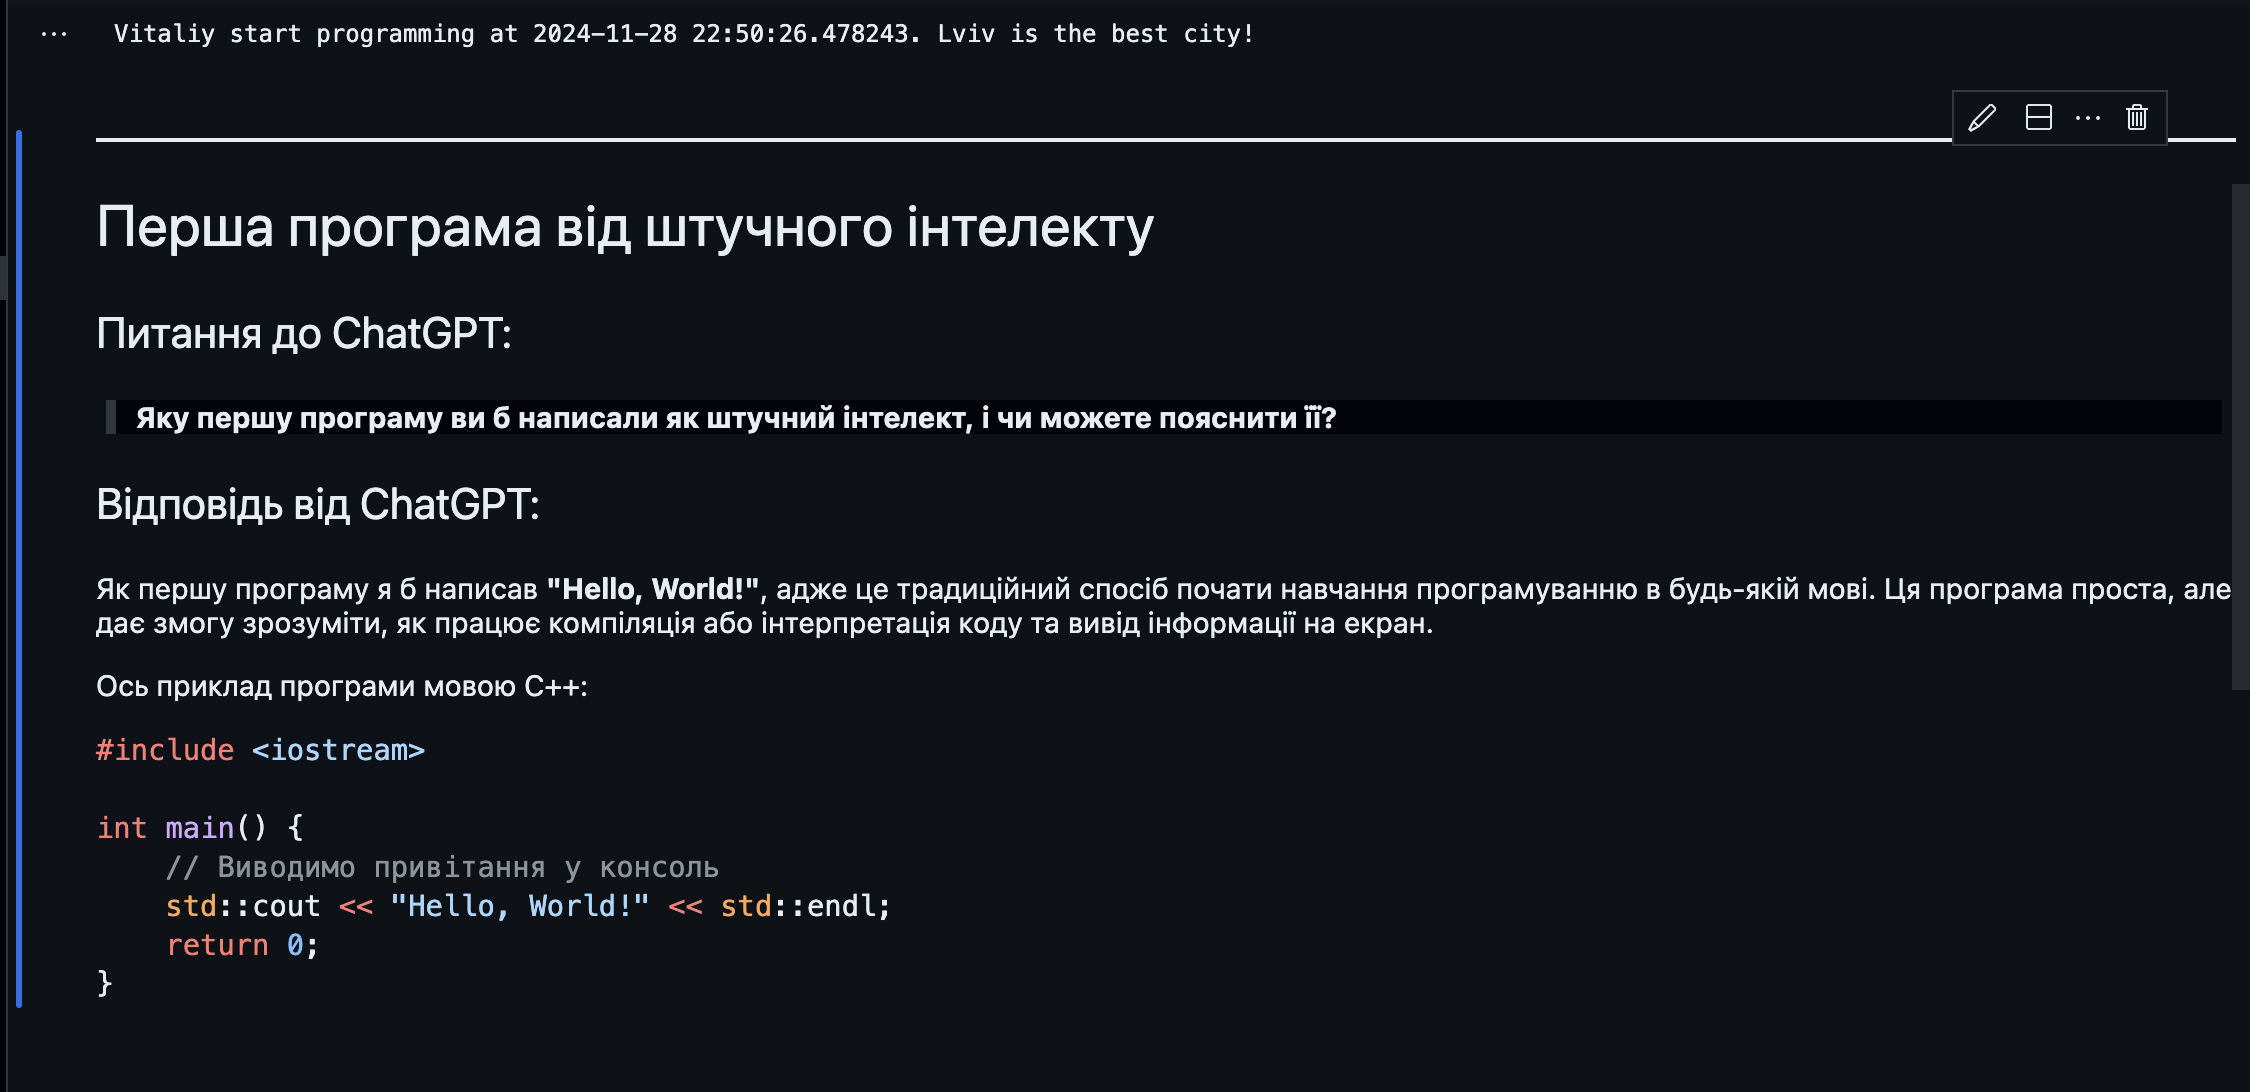 Vitaliy start programming at 2024-11-28 22:50:26.478243. Lviv is the best city!
Перша програма від штучного інтелекту
Питання до ChatGPT:
Яку першу програму ви б написали як штучний інтелект, і чи можете пояснити її?
Відповідь від ChatGPT:
Як першу програму я б написав "Hello, World!", адже це традиційний спосіб почати навчання програмуванню в будь-якій мові. Ця програма проста, але
дає змогу зрозуміти, як працює компіляція або інтерпретація коду та вивід інформації на екран.
Ось приклад програми мовою C++:
#include <iostream>
int main() {
    // Виводимо привітання у консоль
    std::cout << "Hello, World!" << std::endl;
    return 0;
}